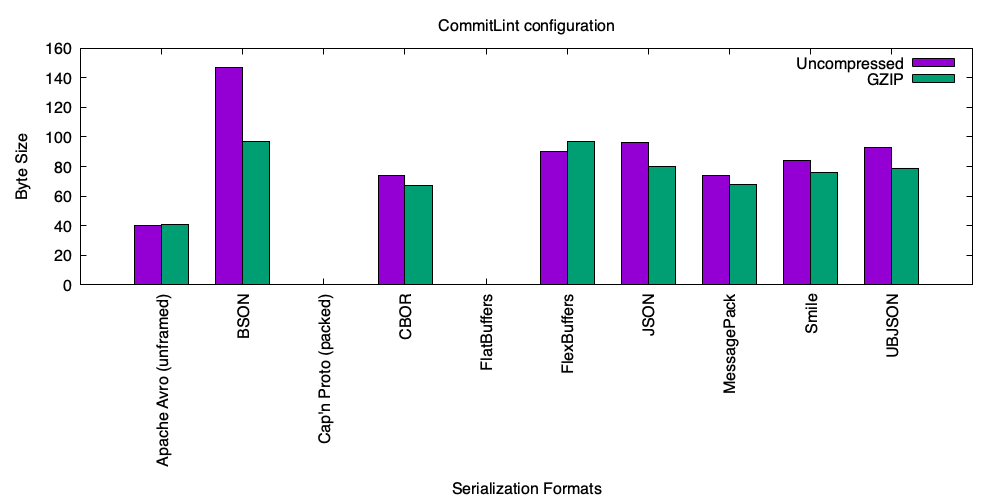 CommitLint configuration
Uncompressed
GZIP
160
140
120
100
80
60
40
20
0
Byte Size
Apache Avro (unframed)
BSON
Cap'n Proto (packed)
CBOR
FlatBuffers
FlexBuffers
JSON
MessagePack
Smile
UBJSON
Serialization Formats